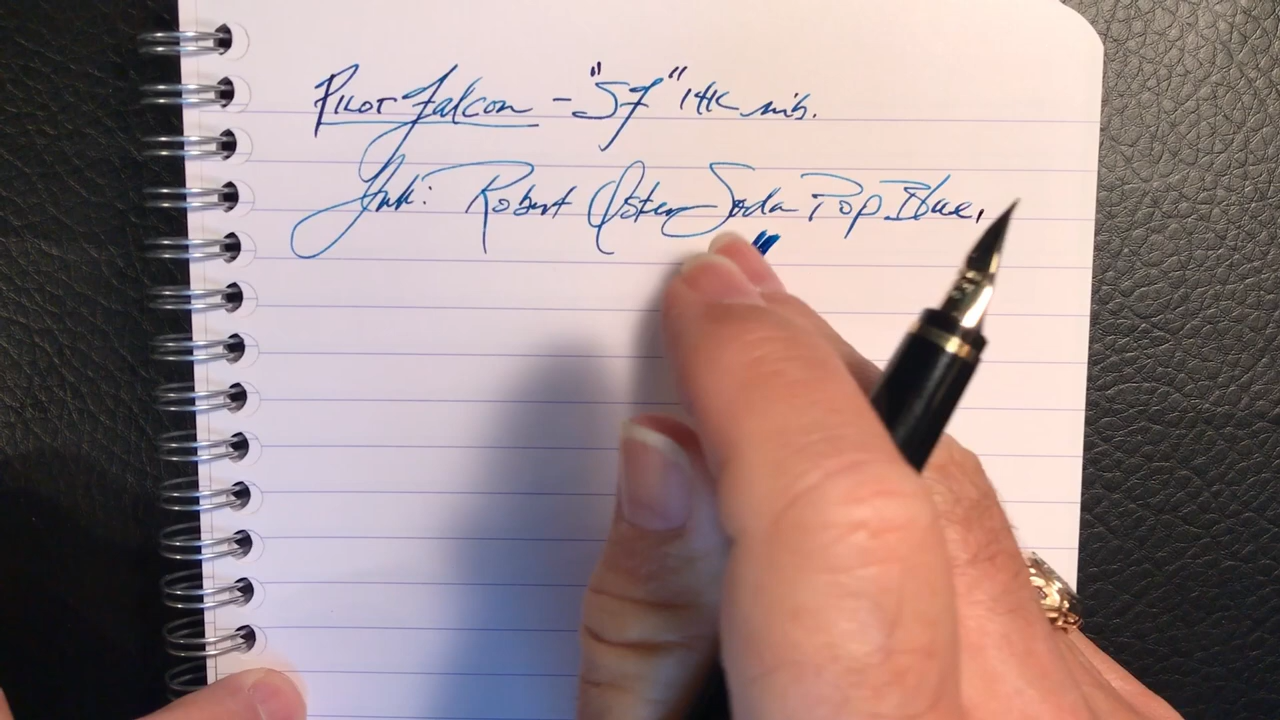 Pilot Falcon - "SF" 14K nib.
Ink: Robert Oster Soda Pop Blue.